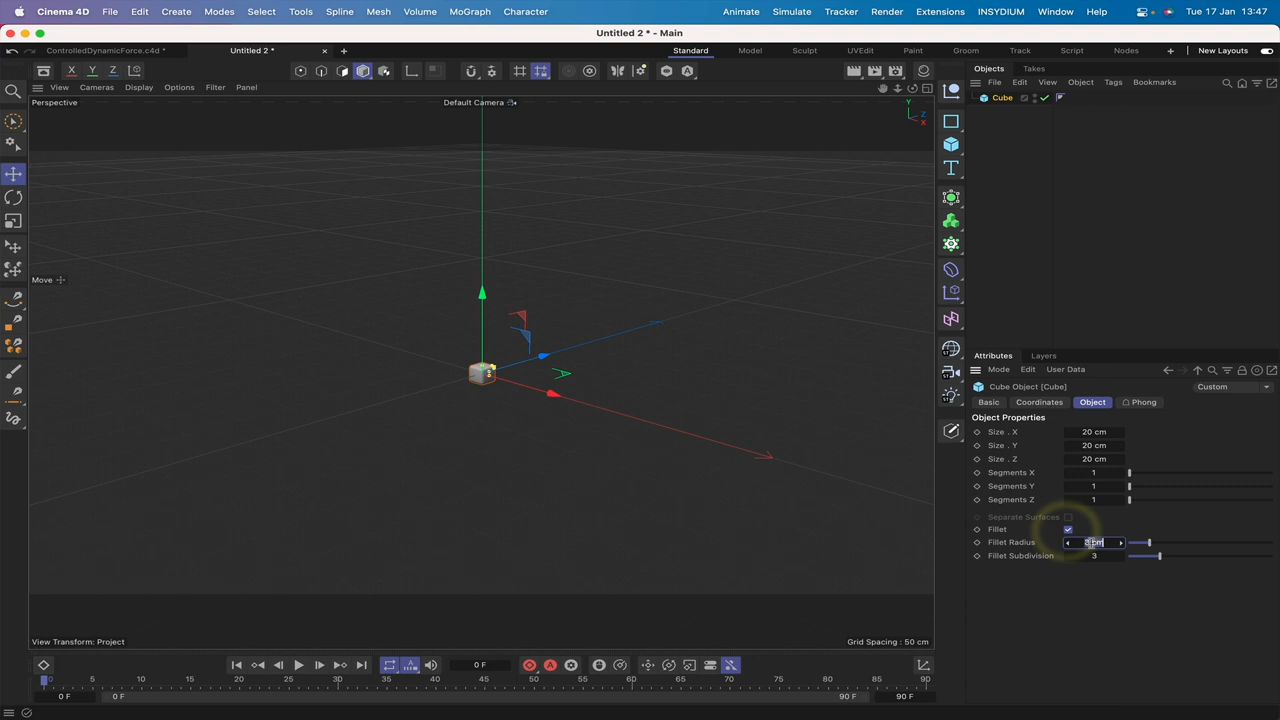 Cinema 4D File Edit Create Modes Select Tools Spline Mesh Volume MoGraph Character Animate Simulate Tracker Render Extensions INSYDIUM Window Help Tue 17 Jan 13:47
Untitled 2 * - Main
ControlledDynamicForce.c4d * Untitled 2 * × + Standard Model Sculpt UVEdit Paint Groom Track Script Nodes + New Layouts
X Y Z Objects Takes
View Cameras Display Options Filter Panel File Edit View Object Tags Bookmarks
Perspective Default Camera Y Z X Cube
Move
Attributes Layers
Mode Edit User Data
Cube Object [Cube] Custom
Basic Coordinates Object Phong
Object Properties
Size . X 20 cm
Size . Y 20 cm
Size . Z 20 cm
Segments X 1
Segments Y 1
Segments Z 1
Separate Surfaces
Fillet
Fillet Radius cm
Fillet Subdivision 3
View Transform: Project Grid Spacing : 50 cm
0 F
0 5 10 15 20 25 30 35 40 45 50 55 60 65 70 75 80 85 90
0 F 0 F 90 F 90 F